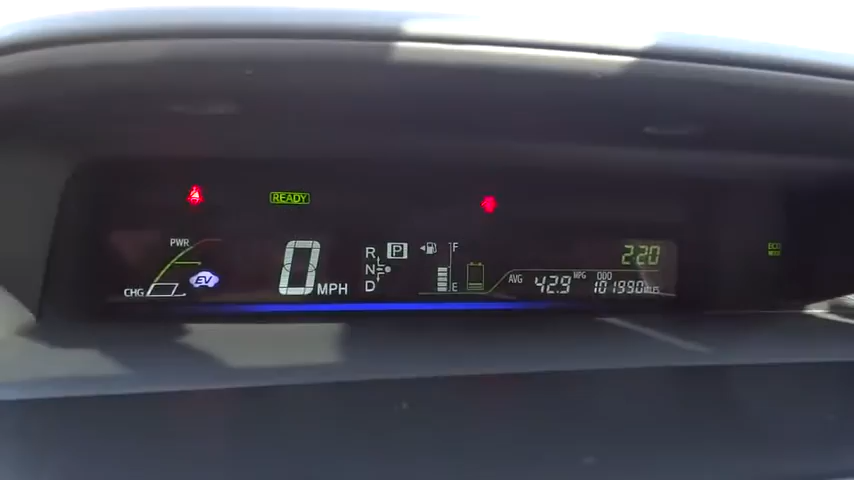 READY
PWR
0
MPH
R
N
D
P
F
E
2:20
ECO
MODE
CHG
EV
AVG 42.9 MPG
ODO
101990 MILES